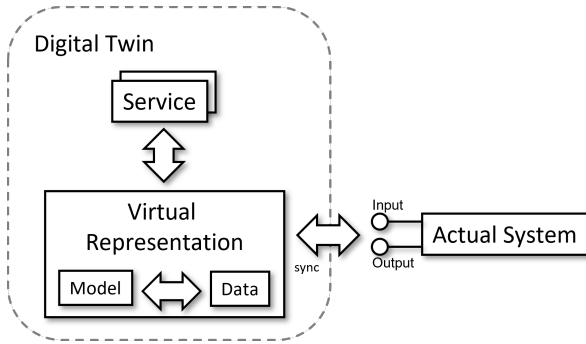 Digital Twin
Service
Virtual
Representation
Model
Data
sync
Input
Output
Actual System